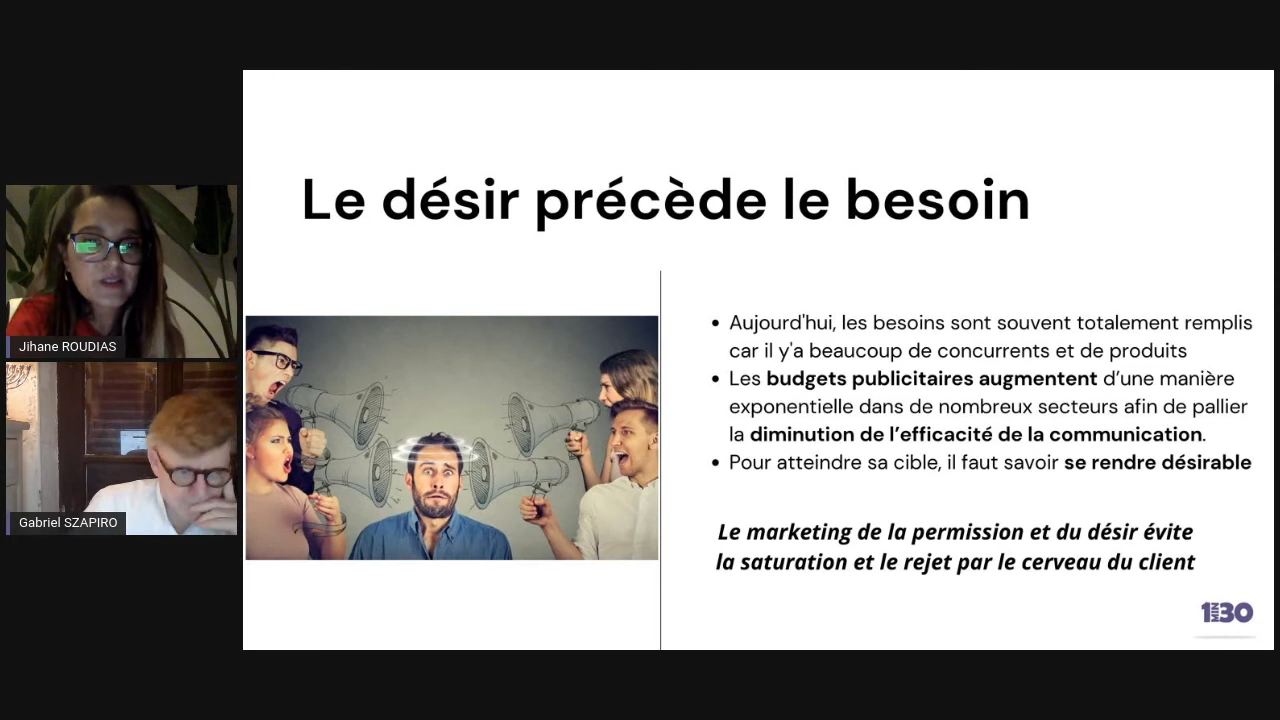 Le désir précède le besoin
Jihane ROUDIAS
Gabriel SZAPIRO
• Aujourd'hui, les besoins sont souvent totalement remplis
car il y'a beaucoup de concurrents et de produits
• Les budgets publicitaires augmentent d’une manière
exponentielle dans de nombreux secteurs afin de pallier
la diminution de l’efficacité de la communication.
• Pour atteindre sa cible, il faut savoir se rendre désirable
Le marketing de la permission et du désir évite
la saturation et le rejet par le cerveau du client
1MIN30